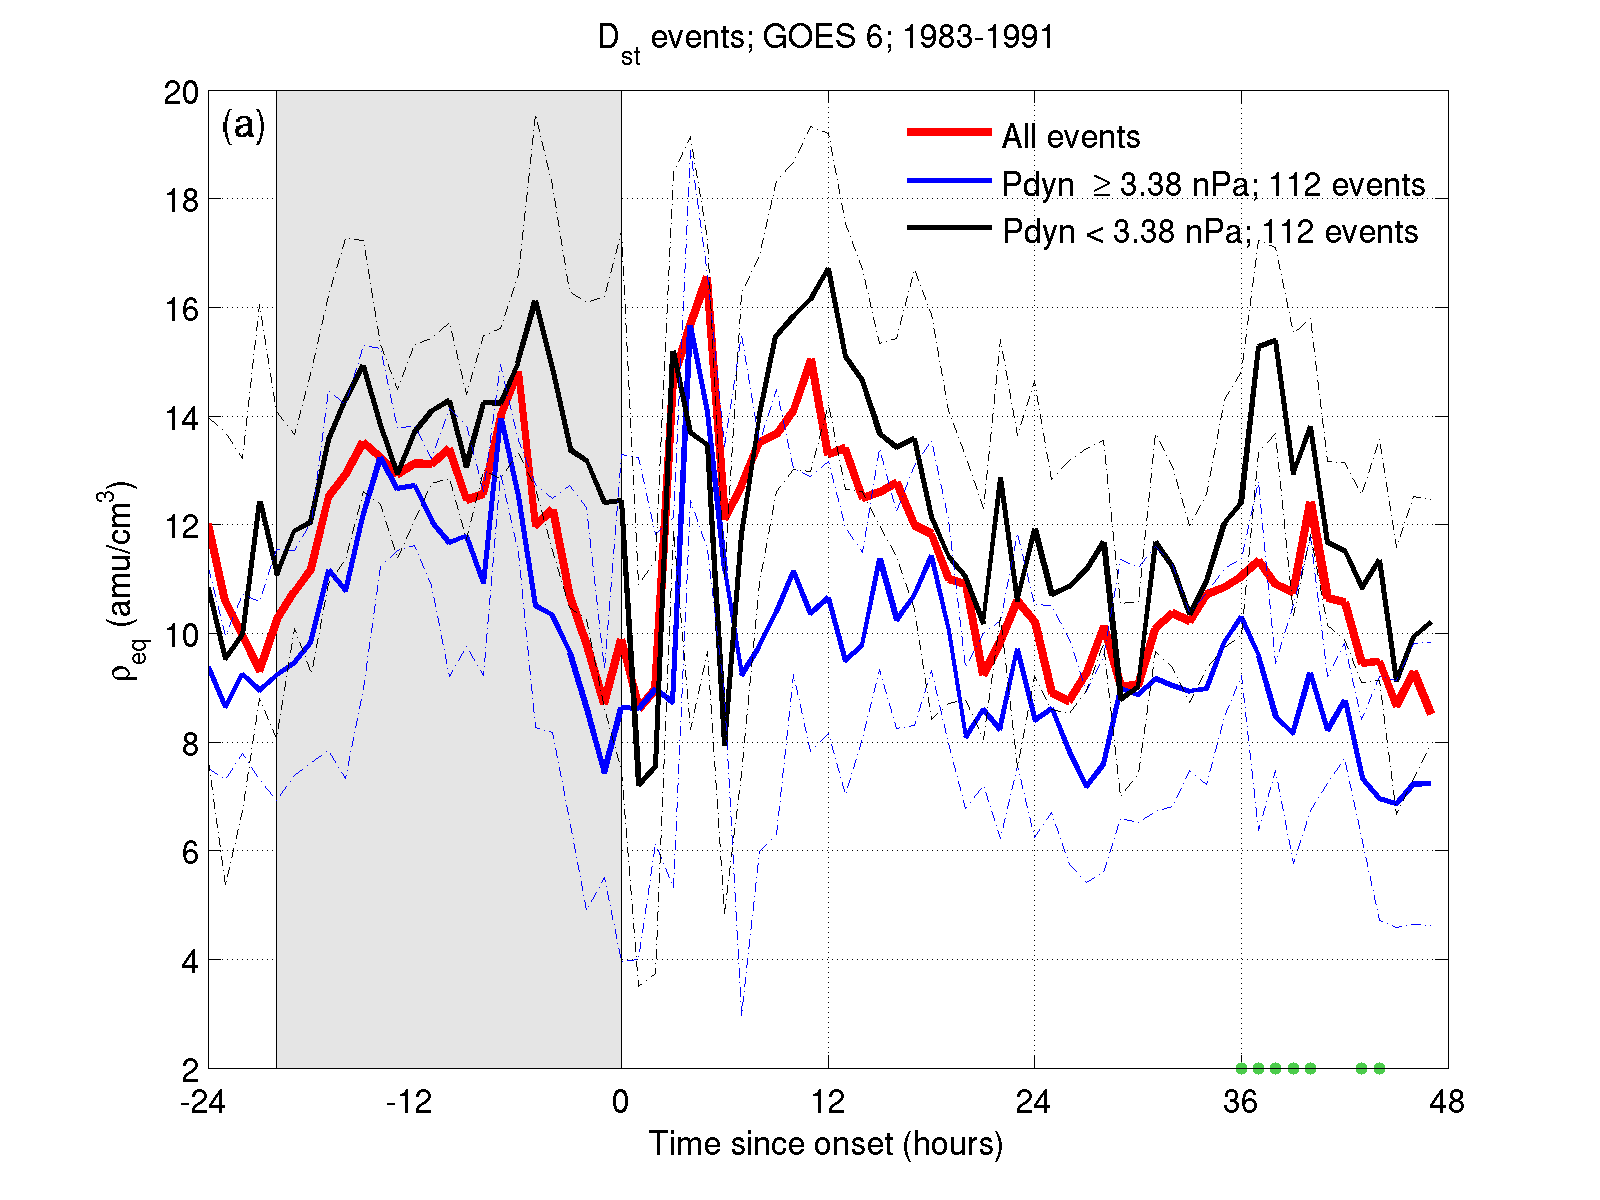 D_st events; GOES 6; 1983-1991
(a)
All events
Pdyn ≥ 3.38 nPa; 112 events
Pdyn < 3.38 nPa; 112 events
20
18
16
14
12
10
8
6
4
2
ρ_eq (amu/cm³)
-24
-12
0
12
24
36
48
Time since onset (hours)